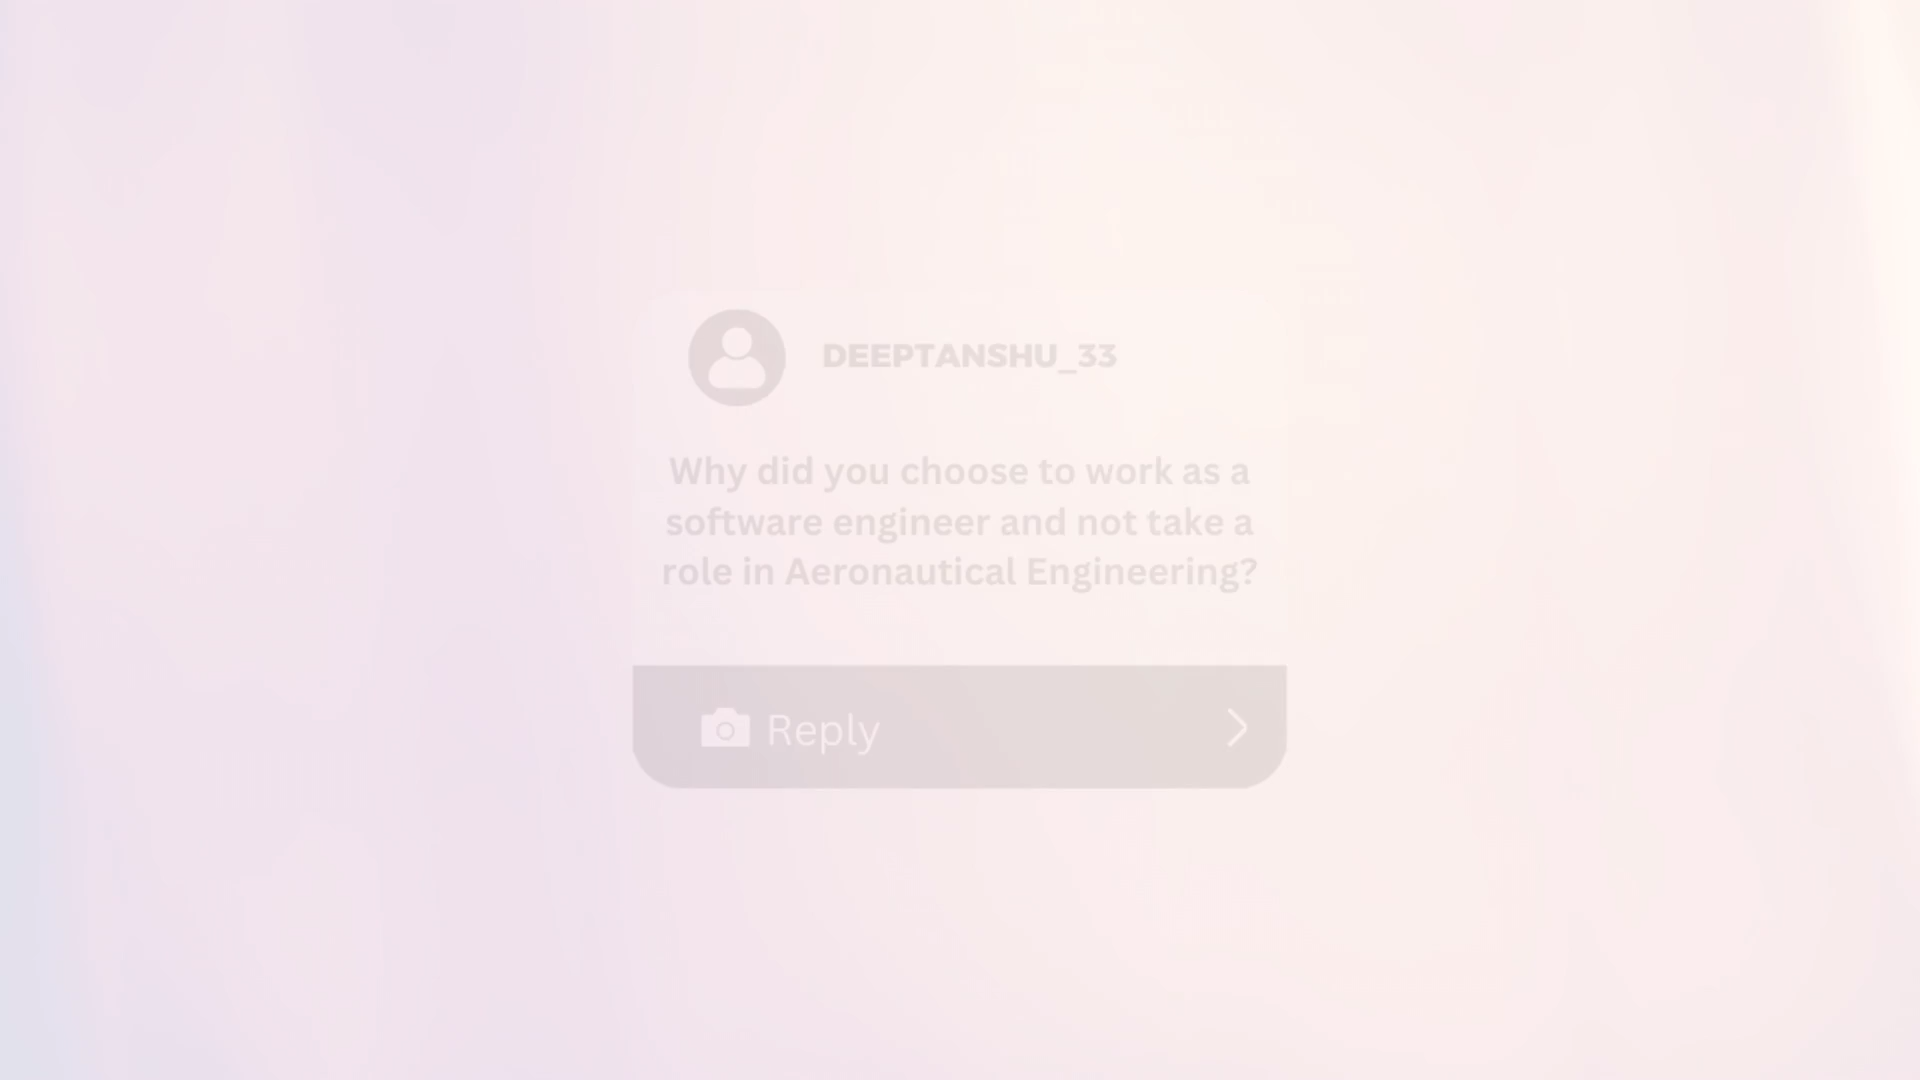 DEEPTANSHU_33
Why did you choose to work as a
software engineer and not take a
role in Aeronautical Engineering?
Reply